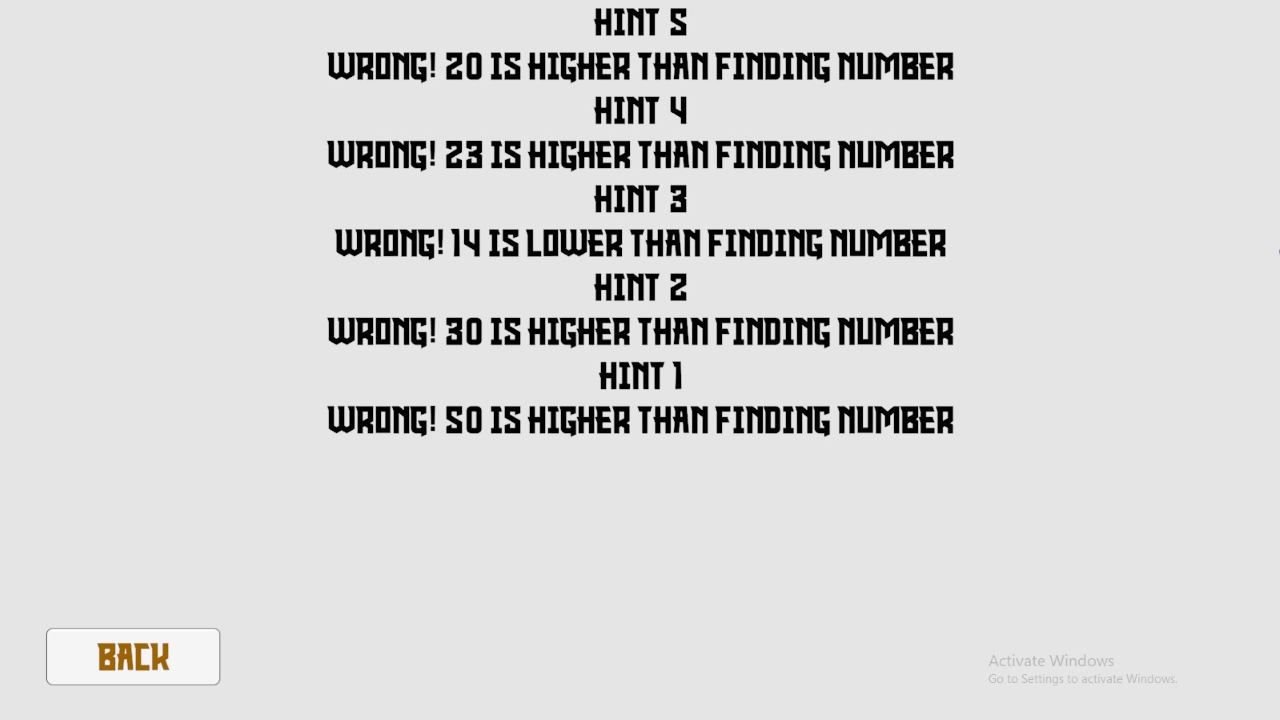 HINT 5
WRONG! 20 IS HIGHER THAN FINDING NUMBER
HINT 4
WRONG! 23 IS HIGHER THAN FINDING NUMBER
HINT 3
WRONG! 14 IS LOWER THAN FINDING NUMBER
HINT 2
WRONG! 30 IS HIGHER THAN FINDING NUMBER
HINT 1
WRONG! 50 IS HIGHER THAN FINDING NUMBER
BACK
Activate Windows
Go to Settings to activate Windows.